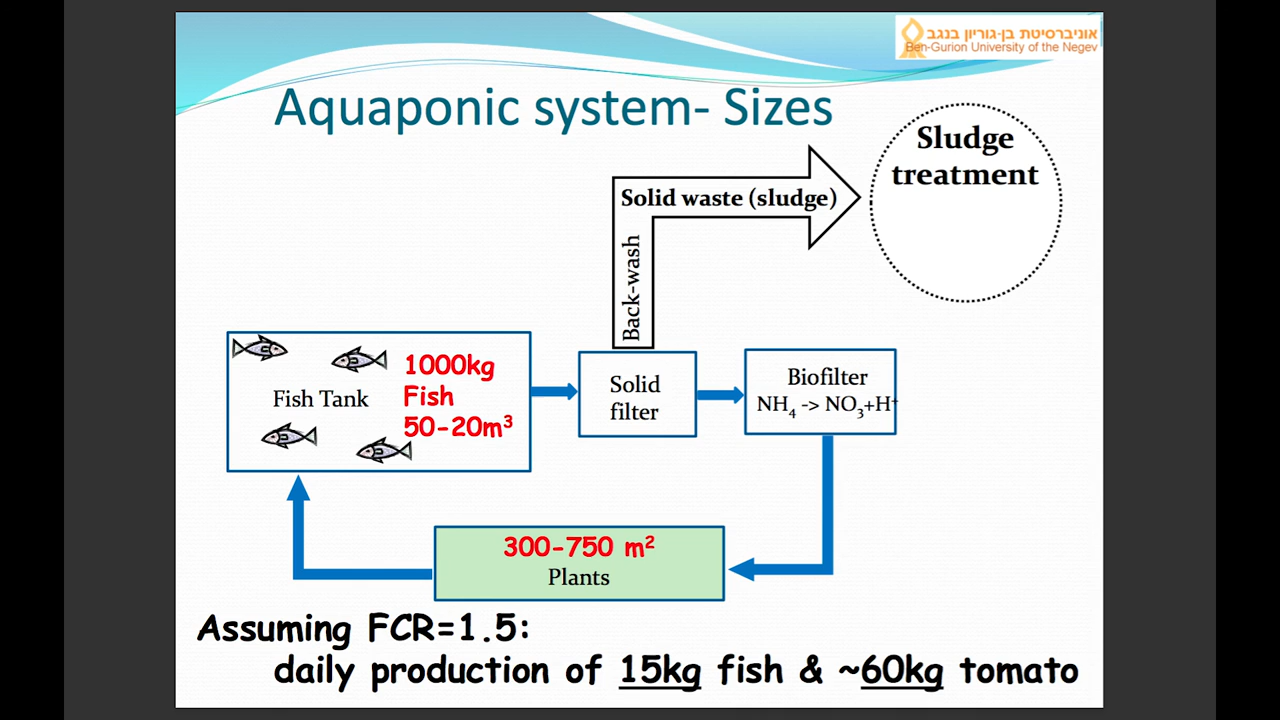 אוניברסיטת בן-גוריון בנגב
Ben-Gurion University of the Negev
Aquaponic system- Sizes
Sludge
treatment
Solid waste (sludge)
Back-wash
Fish Tank
1000kg
Fish
50-20m³
Solid
filter
Biofilter
NH₄ -> NO₃+H⁺
300-750 m²
Plants
Assuming FCR=1.5:
daily production of 15kg fish & ~60kg tomato